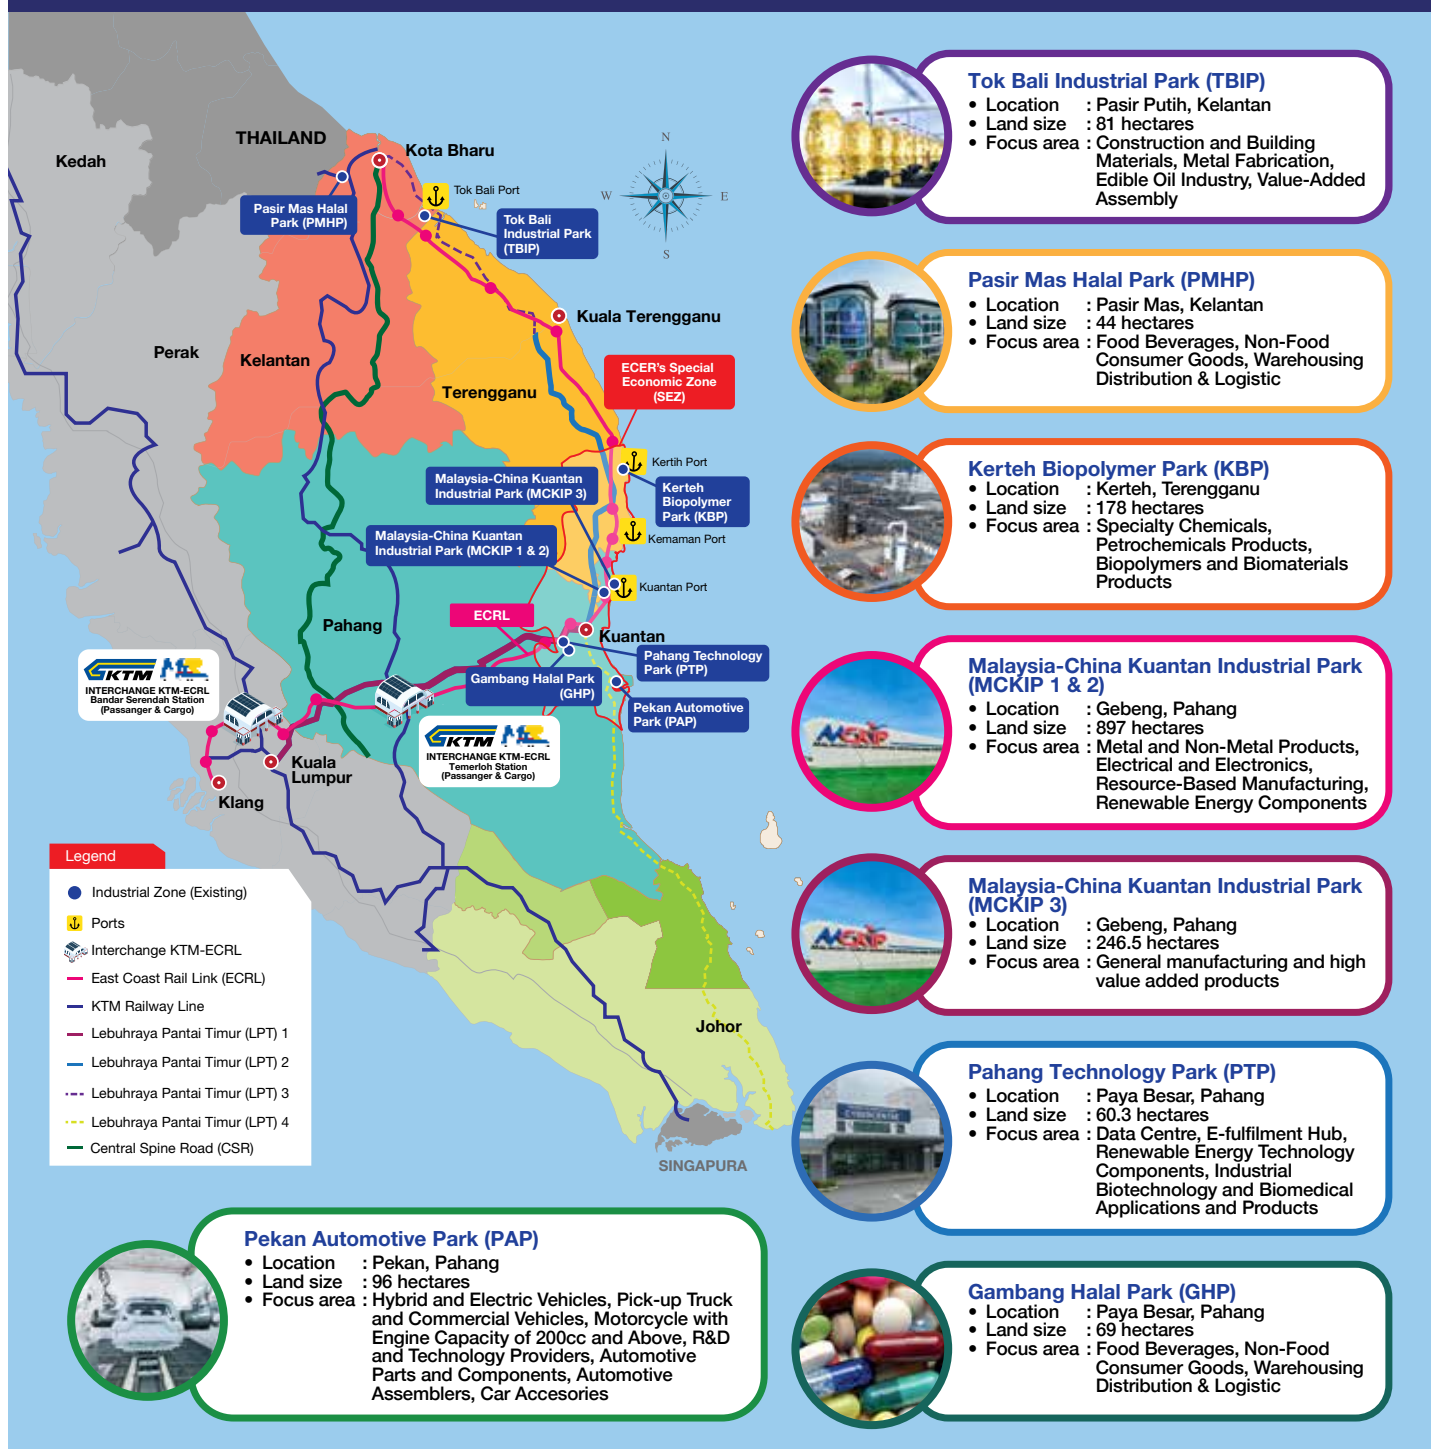 THAILAND
Kedah
Kota Bharu
Tok Bali Port
Pasir Mas Halal
Park (PMHP)
Tok Bali
Industrial Park
(TBIP)
N
W
E
S
Kuala Terengganu
Perak
Kelantan
Terengganu
ECER's Special
Economic Zone
(SEZ)
Kertih Port
Malaysia-China Kuantan
Industrial Park (MCKIP 3)
Kerteh
Biopolymer
Park (KBP)
Malaysia-China Kuantan
Industrial Park (MCKIP 1 & 2)
Kemaman Port
Kuantan Port
ECRL
Pahang
Kuantan
Pahang Technology
Park (PTP)
Gambang Halal Park
(GHP)
Pekan Automotive
Park (PAP)
KTM
INTERCHANGE KTM-ECRL
Bandar Serendah Station
(Passanger & Cargo)
KTM
INTERCHANGE KTM-ECRL
Temerloh Station
(Passanger & Cargo)
Kuala
Lumpur
Klang
Johor
SINGAPURA
Legend
Industrial Zone (Existing)
Ports
Interchange KTM-ECRL
East Coast Rail Link (ECRL)
KTM Railway Line
Lebuhraya Pantai Timur (LPT) 1
Lebuhraya Pantai Timur (LPT) 2
Lebuhraya Pantai Timur (LPT) 3
Lebuhraya Pantai Timur (LPT) 4
Central Spine Road (CSR)
Tok Bali Industrial Park (TBIP)
• Location : Pasir Putih, Kelantan
• Land size : 81 hectares
• Focus area : Construction and Building
Materials, Metal Fabrication,
Edible Oil Industry, Value-Added
Assembly
Pasir Mas Halal Park (PMHP)
• Location : Pasir Mas, Kelantan
• Land size : 44 hectares
• Focus area : Food Beverages, Non-Food
Consumer Goods, Warehousing
Distribution & Logistic
Kerteh Biopolymer Park (KBP)
• Location : Kerteh, Terengganu
• Land size : 178 hectares
• Focus area : Specialty Chemicals,
Petrochemicals Products,
Biopolymers and Biomaterials
Products
Malaysia-China Kuantan Industrial Park
(MCKIP 1 & 2)
• Location : Gebeng, Pahang
• Land size : 897 hectares
• Focus area : Metal and Non-Metal Products,
Electrical and Electronics,
Resource-Based Manufacturing,
Renewable Energy Components
MCKIP
Malaysia-China Kuantan Industrial Park
(MCKIP 3)
• Location : Gebeng, Pahang
• Land size : 246.5 hectares
• Focus area : General manufacturing and high
value added products
MCKIP
Pahang Technology Park (PTP)
• Location : Paya Besar, Pahang
• Land size : 60.3 hectares
• Focus area : Data Centre, E-fulfilment Hub,
Renewable Energy Technology
Components, Industrial
Biotechnology and Biomedical
Applications and Products
Pekan Automotive Park (PAP)
• Location : Pekan, Pahang
• Land size : 96 hectares
• Focus area : Hybrid and Electric Vehicles, Pick-up Truck
and Commercial Vehicles, Motorcycle with
Engine Capacity of 200cc and Above, R&D
and Technology Providers, Automotive
Parts and Components, Automotive
Assemblers, Car Accesories
Gambang Halal Park (GHP)
• Location : Paya Besar, Pahang
• Land size : 69 hectares
• Focus area : Food Beverages, Non-Food
Consumer Goods, Warehousing
Distribution & Logistic